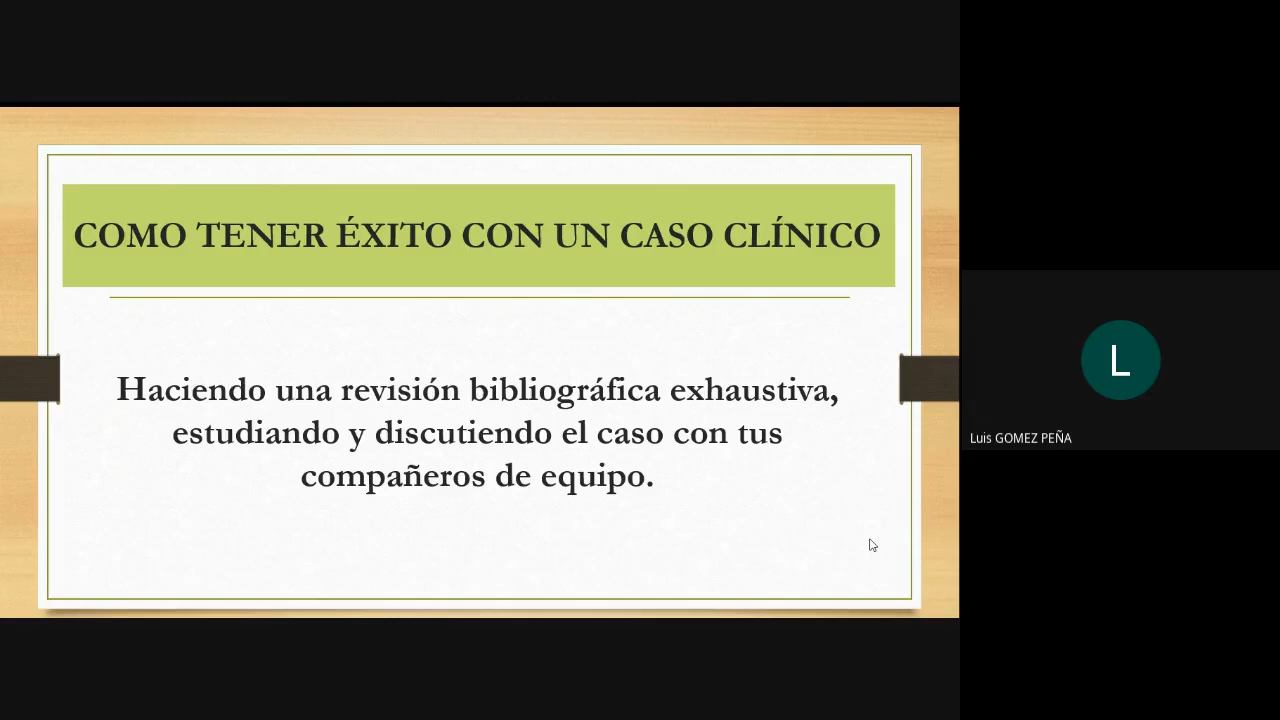 COMO TENER ÉXITO CON UN CASO CLÍNICO
Haciendo una revisión bibliográfica exhaustiva,
estudiando y discutiendo el caso con tus
compañeros de equipo.
L
Luis GOMEZ PEÑA